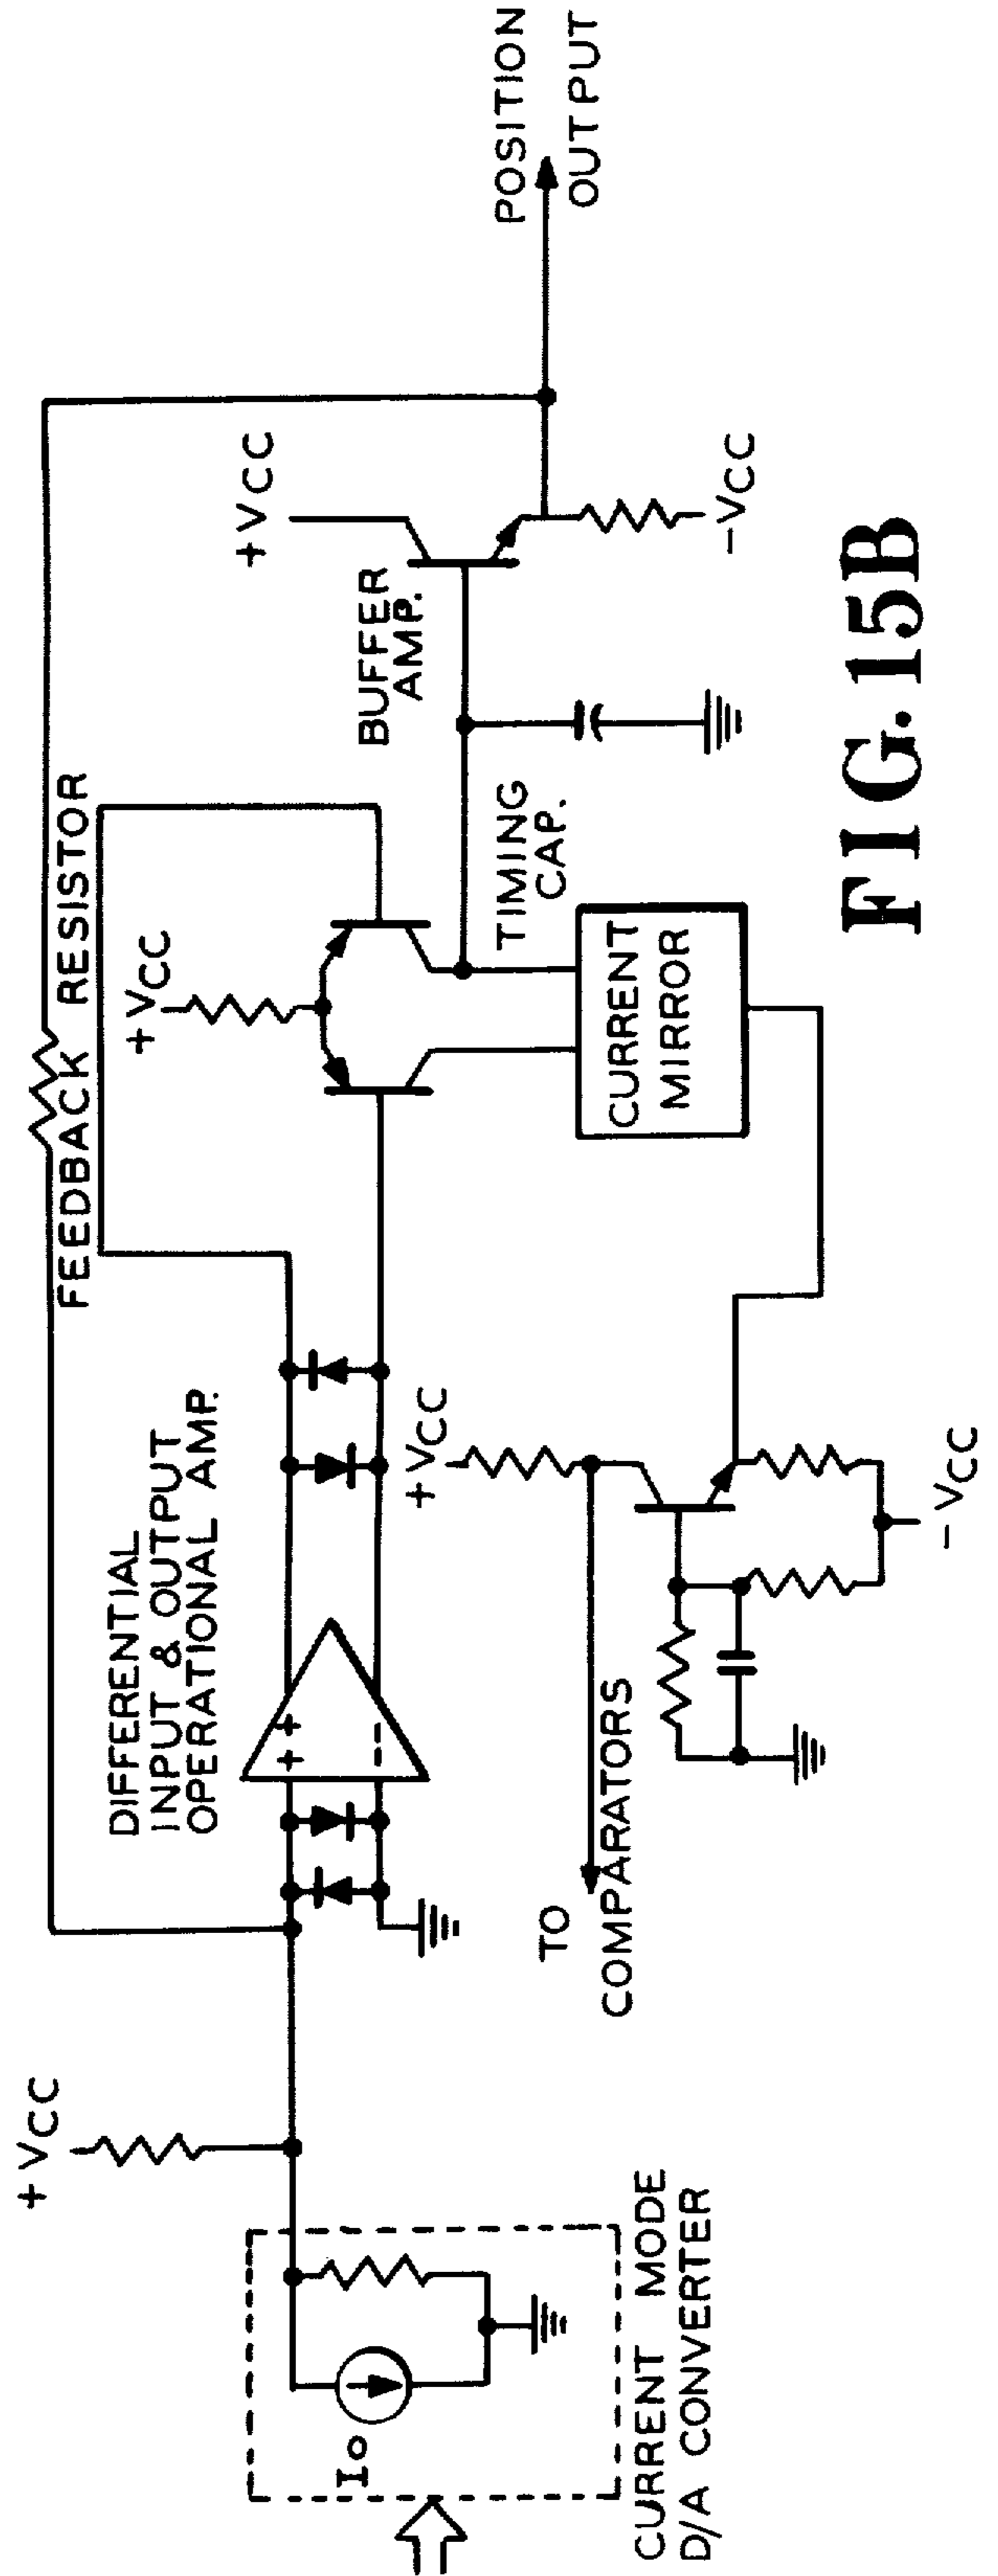 +VCC
I₀
CURRENT MODE
D/A CONVERTER
DIFFERENTIAL
INPUT & OUTPUT
OPERATIONAL AMP.
+
+
−
−
FEEDBACK RESISTOR
+VCC
CURRENT
MIRROR
TIMING
CAP.
BUFFER
AMP.
+VCC
-VCC
POSITION
OUTPUT
TO
COMPARATORS
+VCC
-VCC
FIG. 15B